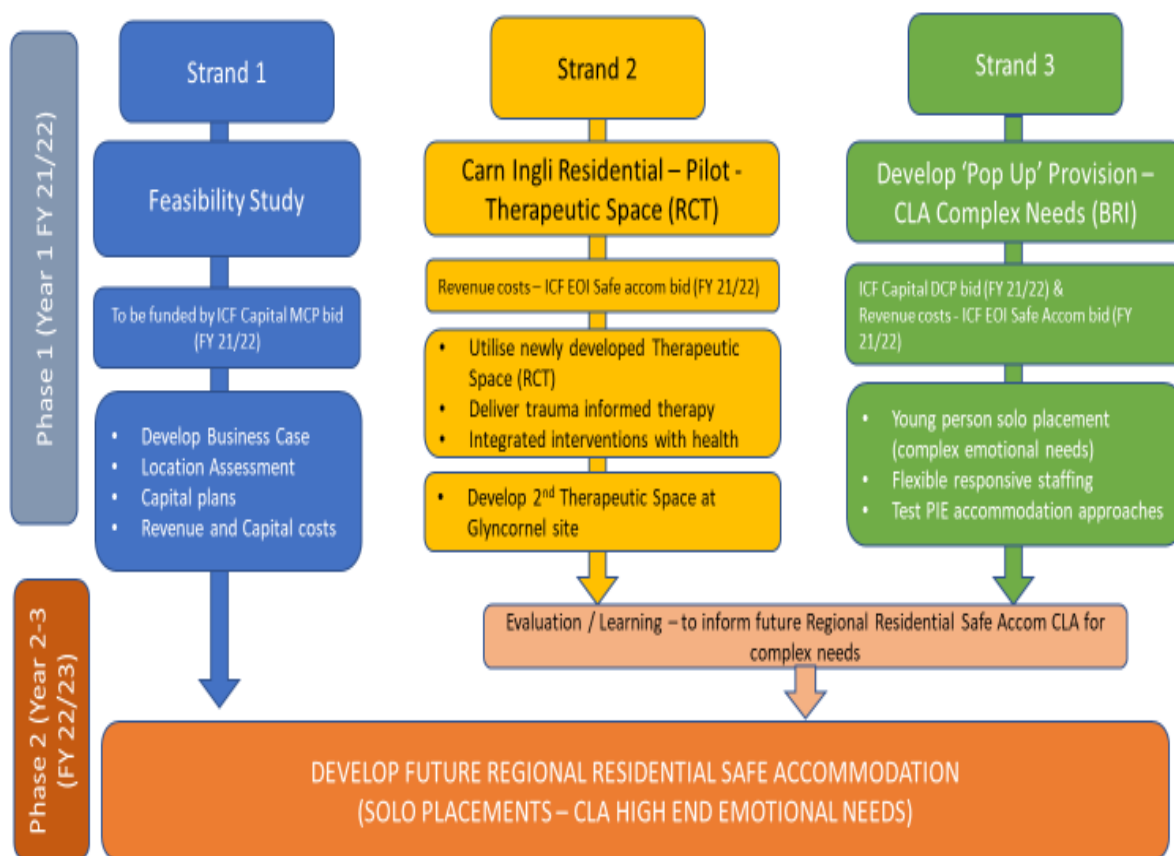 Phase 1 (Year 1 FY 21/22)
Strand 1
Feasibility Study
To be funded by ICF Capital MCP bid
(FY 21/22)
• Develop Business Case
• Location Assessment
• Capital plans
• Revenue and Capital costs
Strand 2
Carn Ingli Residential – Pilot -
Therapeutic Space (RCT)
Revenue costs – ICF EOI Safe accom bid (FY 21/22)
• Utilise newly developed Therapeutic
Space (RCT)
• Deliver trauma informed therapy
• Integrated interventions with health
• Develop 2nd Therapeutic Space at
Glyncornel site
Strand 3
Develop ‘Pop Up’ Provision –
CLA Complex Needs (BRI)
ICF Capital DCP bid (FY 21/22) &
Revenue costs - ICF EOI Safe Accom bid (FY
21/22)
• Young person solo placement
(complex emotional needs)
• Flexible responsive staffing
• Test PIE accommodation approaches
Phase 2 (Year 2-3
(FY 22/23)
Evaluation / Learning – to inform future Regional Residential Safe Accom CLA for
complex needs
DEVELOP FUTURE REGIONAL RESIDENTIAL SAFE ACCOMMODATION
(SOLO PLACEMENTS – CLA HIGH END EMOTIONAL NEEDS)